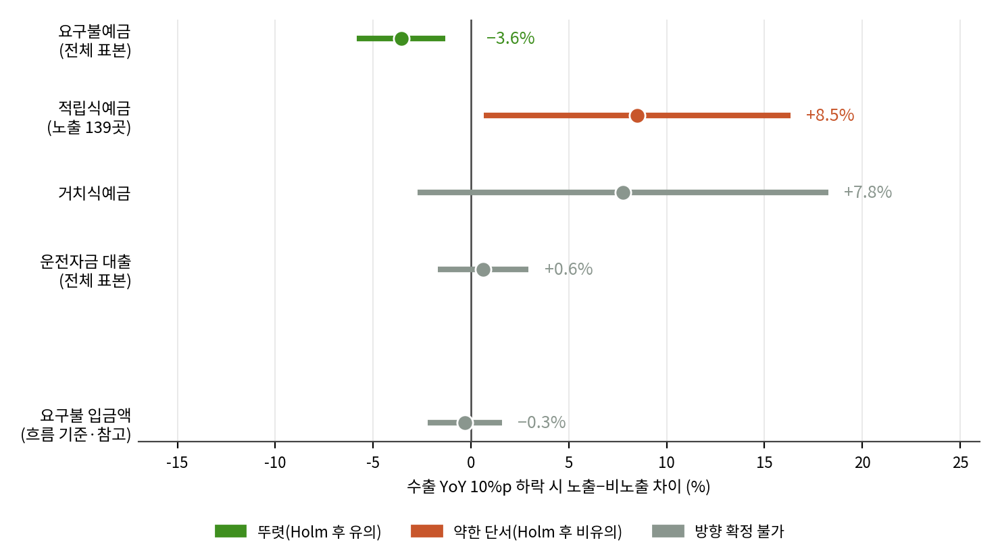 요구불예금
(전체 표본)
−3.6%
적립식예금
(노출 139곳)
+8.5%
거치식예금
+7.8%
운전자금 대출
(전체 표본)
+0.6%
요구불 입금액
(흐름 기준·참고)
−0.3%
-15 -10 -5 0 5 10 15 20 25
수출 YoY 10%p 하락 시 노출−비노출 차이 (%)
뚜렷(Holm 후 유의) 약한 단서(Holm 후 비유의) 방향 확정 불가